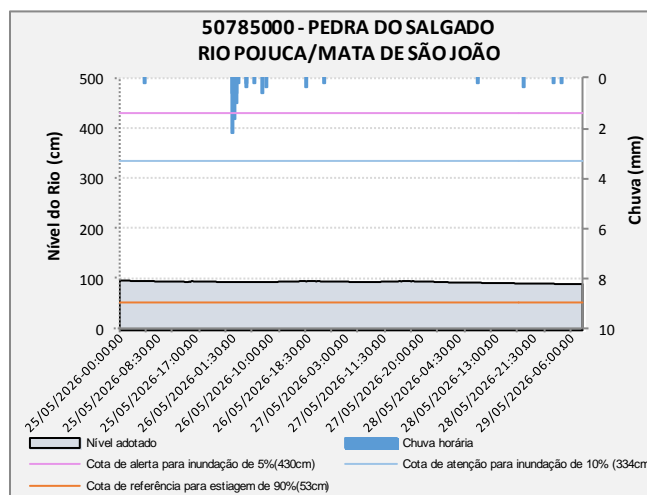 50785000 - PEDRA DO SALGADO
RIO POJUCA/MATA DE SÃO JOÃO
500
400
300
200
100
0
Nível do Rio (cm)
0
2
4
6
8
10
Chuva (mm)
25/05/2026-00:00:00
25/05/2026-08:30:00
25/05/2026-17:00:00
26/05/2026-01:30:00
26/05/2026-10:00:00
26/05/2026-18:30:00
27/05/2026-03:00:00
27/05/2026-11:30:00
27/05/2026-20:00:00
28/05/2026-04:30:00
28/05/2026-13:00:00
28/05/2026-21:30:00
29/05/2026-06:00:00
Nível adotado
Chuva horária
Cota de alerta para inundação de 5%(430cm)
Cota de atenção para inundação de 10% (334cm
Cota de referência para estiagem de 90%(53cm)